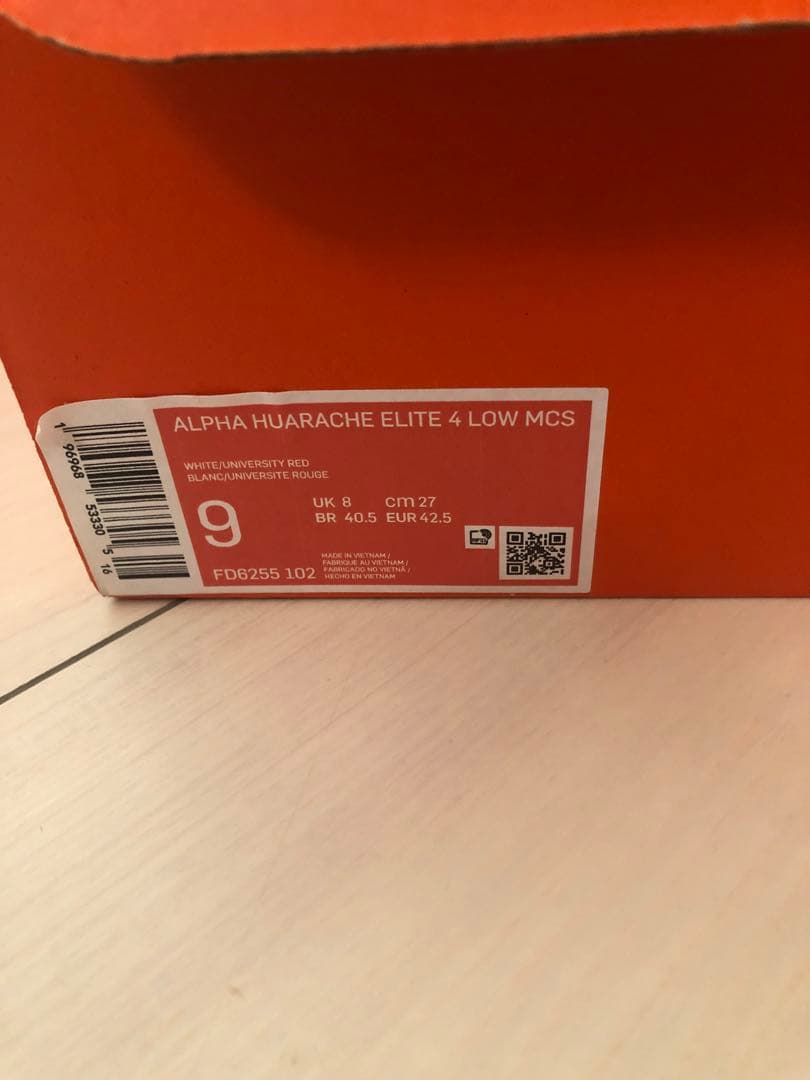 ALPHA HUARACHE ELITE 4 LOW MCS
WHITE/UNIVERSITY RED
BLANC/UNIVERSITE ROUGE
9
UK 8 cm 27
BR 40.5 EUR 42.5
FD6255 102
MADE IN VIETNAM /
FABRIQUE AU VIETNAM /
FABRICADO NO VIETNÃ /
HECHO EN VIETNAM
1 96968 53330 5 16